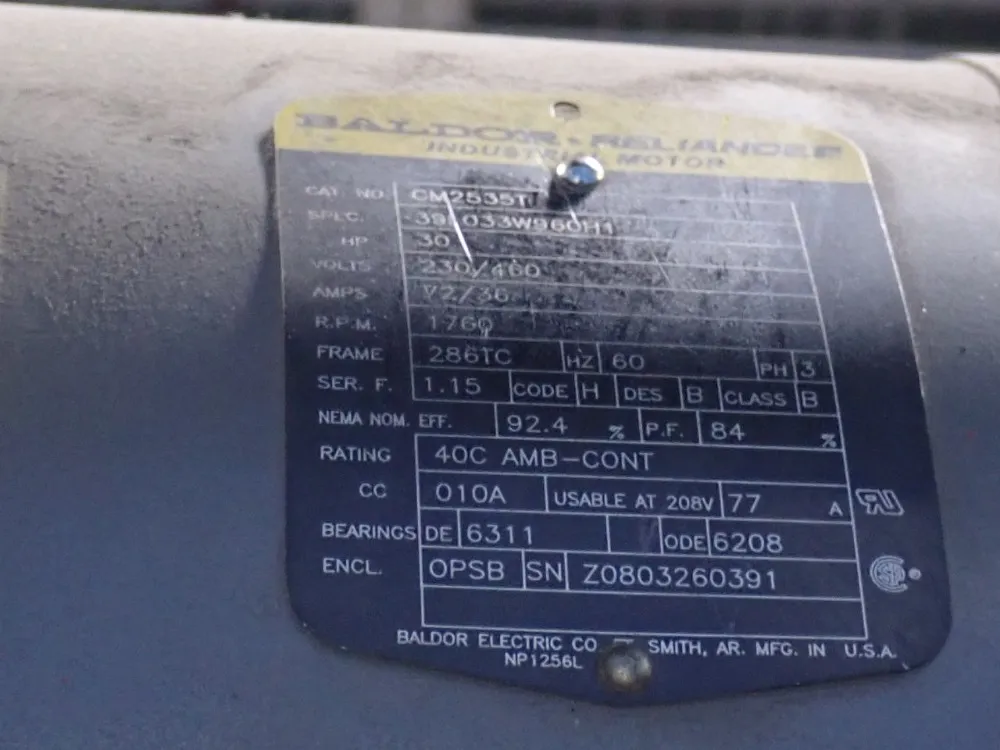 BALDOR • RELIANCER
INDUSTRIAL MOTOR
CAT. NO. CM2535T
SPEC. 39L033W960H1
HP 30
VOLTS 230/460
AMPS 72/36
R.P.M. 1760
FRAME 286TC HZ 60 PH 3
SER. F. 1.15 CODE H DES B CLASS B
NEMA NOM. EFF. 92.4 % P.F. 84 %
RATING 40C AMB-CONT
CC 010A USABLE AT 208V 77 A
BEARINGS DE 6311 ODE 6208
ENCL. OPSB SN Z0803260391
BALDOR ELECTRIC CO SMITH, AR. MFG. IN U.S.A.
NP1256L